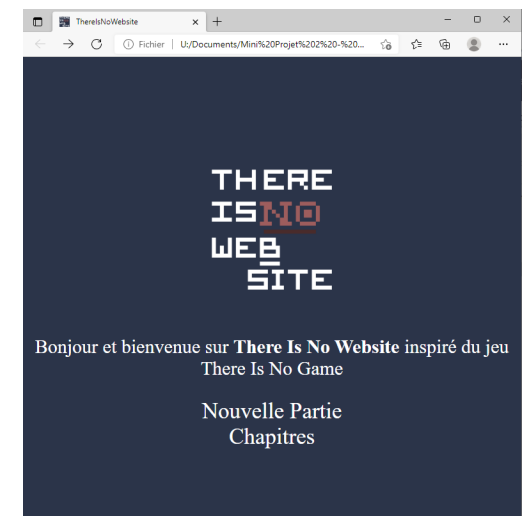 ThereIsNoWebsite
Fichier | U:/Documents/Mini%20Projet%202%20-%20...
THERE
IS NO
WEB
SITE
Bonjour et bienvenue sur There Is No Website inspiré du jeu
There Is No Game
Nouvelle Partie
Chapitres